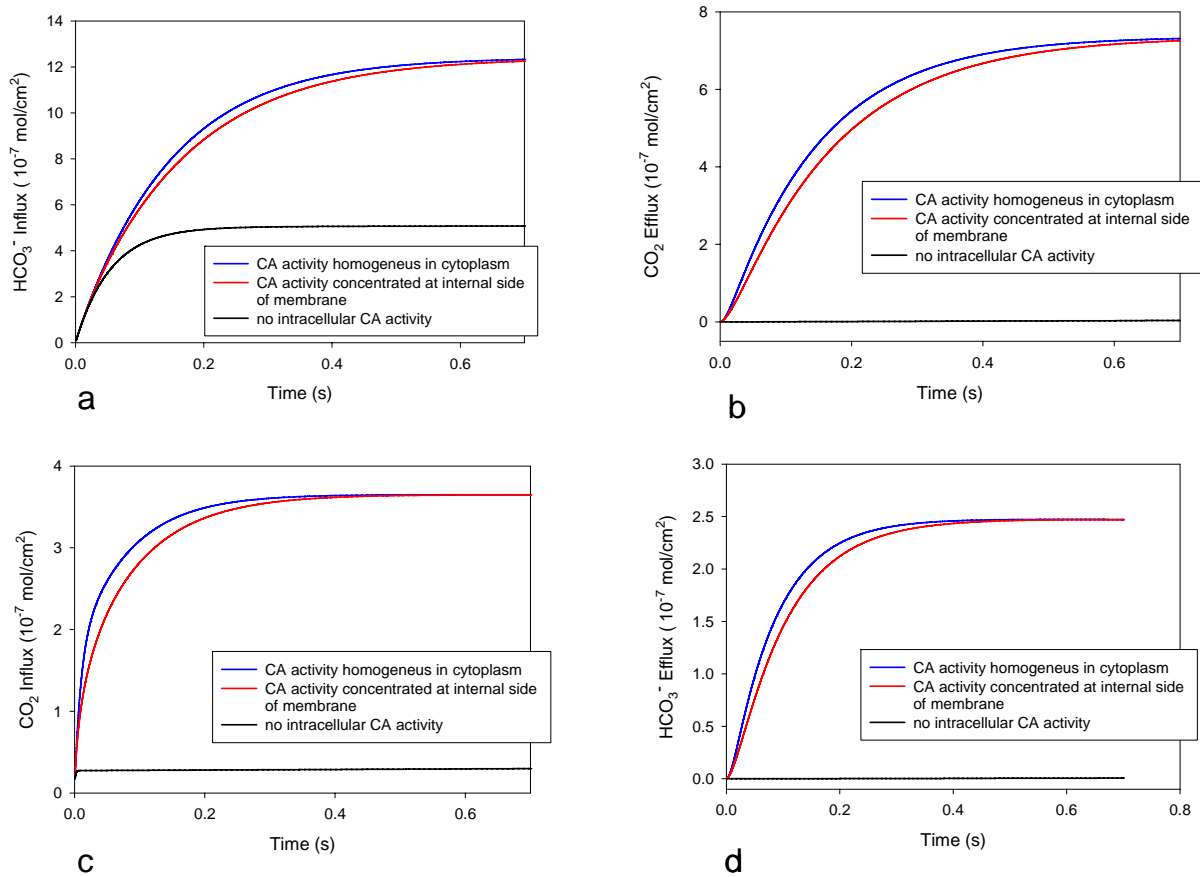 14
12
10
8
6
4
2
0
HCO3- Influx ( 10-7 mol/cm2)
CA activity homogeneus in cytoplasm
CA activity concentrated at internal side
of membrane
no intracellular CA activity
0.0 0.2 0.4 0.6
Time (s)
a
8
6
4
2
0
CO2 Efflux (10-7 mol/cm2)
CA activity homogeneus in cytoplasm
CA activity concentrated at internal side
of membrane
no intracellular CA activity
0.0 0.2 0.4 0.6
Time (s)
b
4
3
2
1
0
CO2 Influx (10-7 mol/cm2)
CA activity homogeneus in cytoplasm
CA activity concentrated at internal side
of membrane
no intracellular CA activity
0.0 0.2 0.4 0.6
Time (s)
c
3.0
2.5
2.0
1.5
1.0
0.5
0.0
HCO3- Efflux ( 10-7 mol/cm2)
CA activity homogeneus in cytoplasm
CA activity concentrated at internal side
of membrane
no intracellular CA activity
0.0 0.2 0.4 0.6 0.8
Time (s)
d